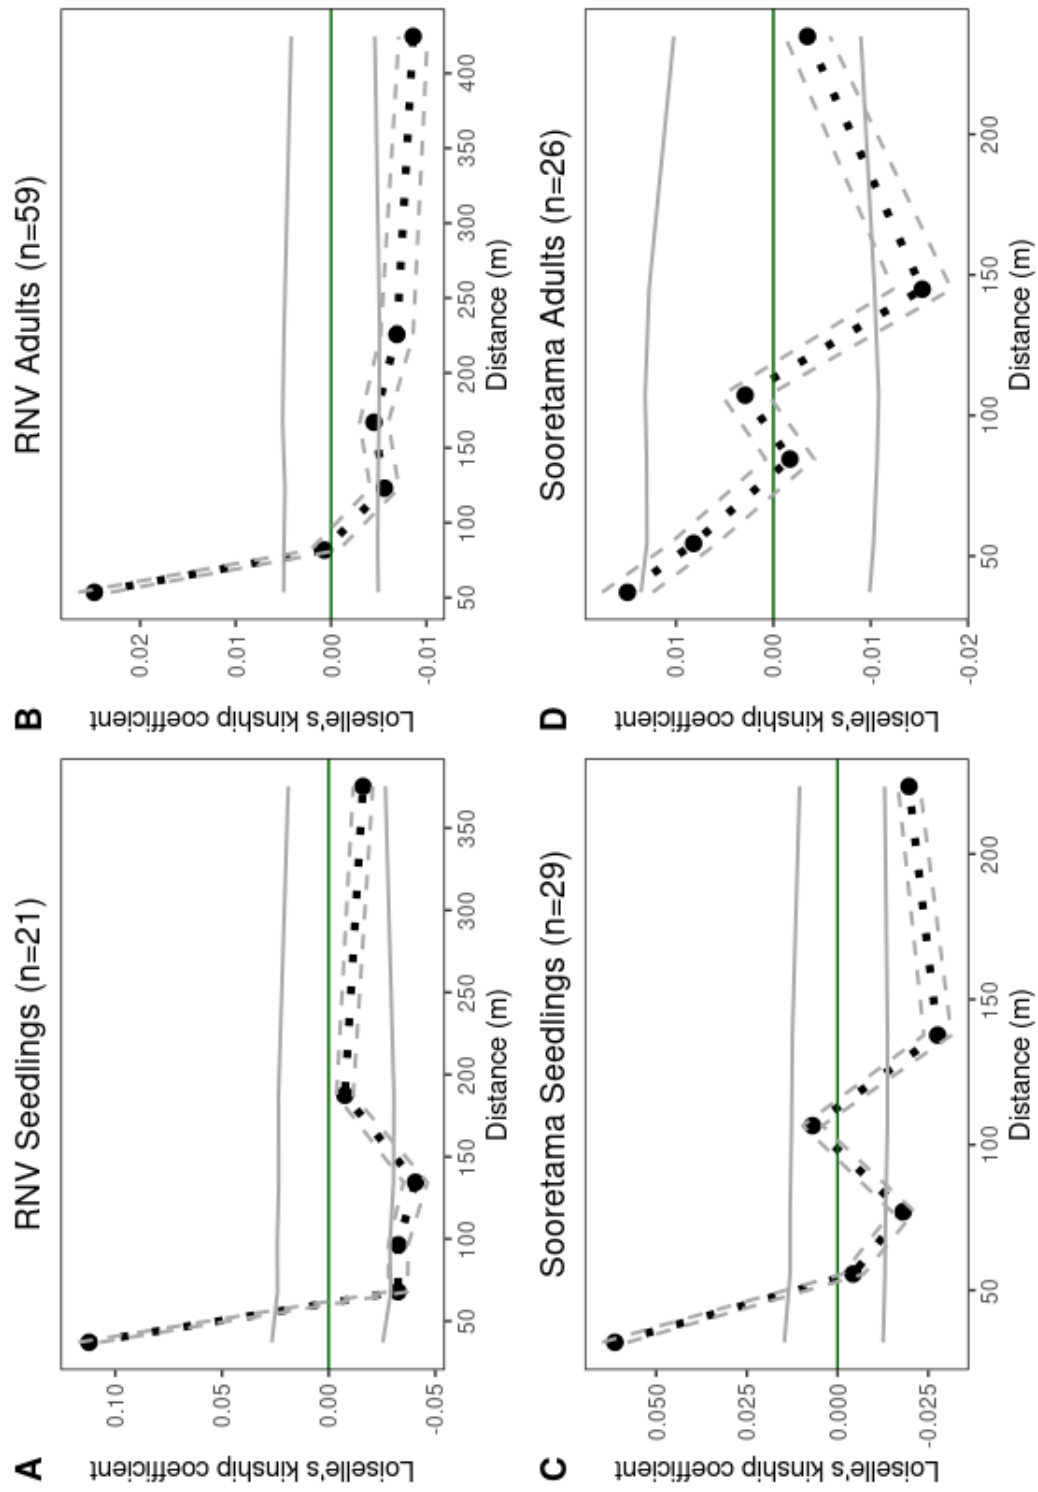 A
RNV Seedlings (n=21)
Loiselle's kinship coefficient
0.10
0.05
0.00
-0.05
50
100
150
200
250
300
350
Distance (m)
B
RNV Adults (n=59)
Loiselle's kinship coefficient
0.02
0.01
0.00
-0.01
50
100
150
200
250
300
350
400
Distance (m)
C
Sooretama Seedlings (n=29)
Loiselle's kinship coefficient
0.050
0.025
0.000
-0.025
50
100
150
200
Distance (m)
D
Sooretama Adults (n=26)
Loiselle's kinship coefficient
0.01
0.00
-0.01
-0.02
50
100
150
200
Distance (m)